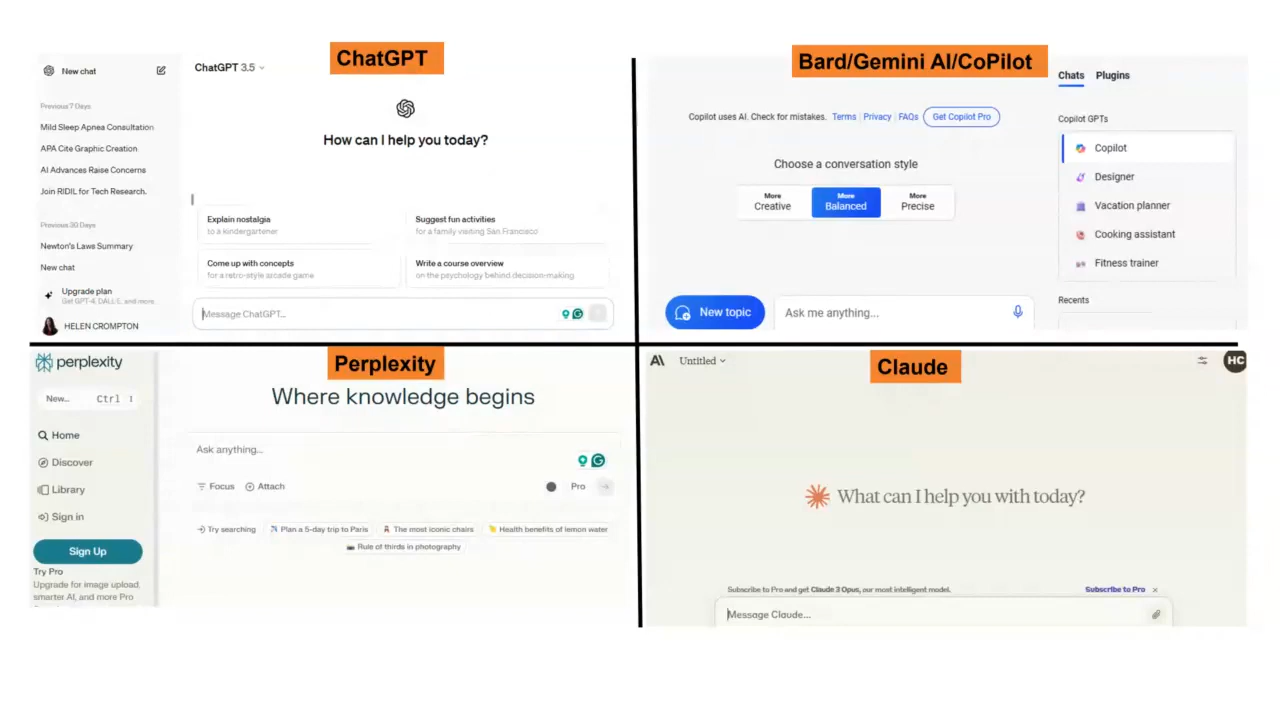 ChatGPT
New chat
ChatGPT 3.5
Previous 7 Days
Mild Sleep Apnea Consultation
APA Cite Graphic Creation
AI Advances Raise Concerns
Join RIDIL for Tech Research.
Previous 30 Days
Newton's Laws Summary
New chat
Upgrade plan
Get GPT-4, DALL·E, and more
HELEN CROMPTON
How can I help you today?
Explain nostalgia
to a kindergartener
Suggest fun activities
for a family visiting San Francisco
Come up with concepts
for a retro-style arcade game
Write a course overview
on the psychology behind decision-making
Message ChatGPT...
Bard/Gemini AI/CoPilot
Copilot uses AI. Check for mistakes. Terms Privacy FAQs Get Copilot Pro
Choose a conversation style
More Creative
More Balanced
More Precise
New topic
Ask me anything...
Chats Plugins
Copilot GPTs
Copilot
Designer
Vacation planner
Cooking assistant
Fitness trainer
Recents
Perplexity
perplexity
New... Ctrl I
Home
Discover
Library
Sign in
Sign Up
Try Pro
Upgrade for image upload,
smarter AI, and more Pro
Where knowledge begins
Ask anything...
Focus Attach Pro
Try searching Plan a 5-day trip to Paris The most iconic chairs Health benefits of lemon water
Rule of thirds in photography
Claude
Untitled
HC
What can I help you with today?
Subscribe to Pro and get Claude 3 Opus, our most intelligent model. Subscribe to Pro
Message Claude...